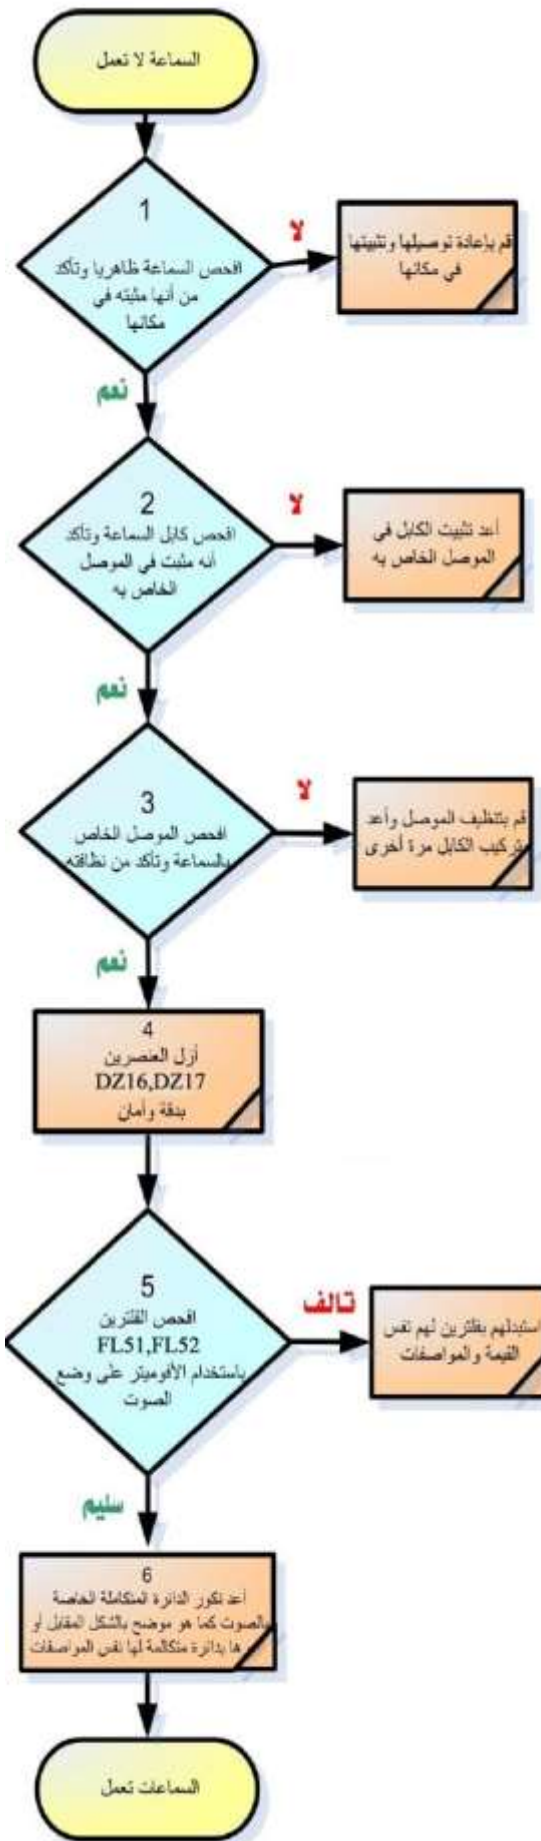 السماعة لا تعمل
1
افحص السماعة ظاهريا وتأكد
من أنها مثبته في
مكانها
لا
قم بإعادة توصيلها وتثبيتها
في مكانها
نعم
2
افحص كابل السماعة وتأكد
أنه مثبت في الموصل
الخاص به
لا
أعد تثبيت الكابل في
الموصل الخاص به
نعم
3
افحص الموصل الخاص
بالسماعة وتأكد من نظافته
لا
قم بتنظيف الموصل وأعد
تركيب الكابل مرة أخرى
نعم
4
أزل العنصرين
DZ16,DZ17
بدقة وأمان
5
افحص الفلترين
FL51,FL52
باستخدام الأفوميتر على وضع
الصوت
تالف
استبدلهم بفلترين لهم نفس
القيمة والمواصفات
سليم
6
أعد تكور الدائرة المتكاملة الخاصة
بالصوت كما هو موضح بالشكل المقابل أو
بدائرة متكاملة لها نفس المواصفات
السماعات تعمل